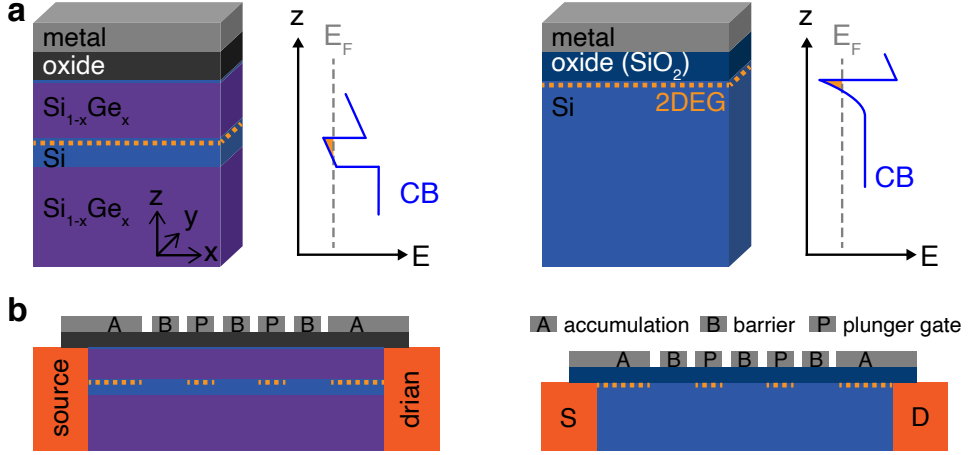 a
metal
oxide
Si1-xGex
Si
Si1-xGex
z
y
x
z
EF
CB
E
metal
oxide (SiO2)
2DEG
Si
z
EF
CB
E
b
A B P B P B A
source
drian
A accumulation B barrier P plunger gate
A B P B P B A
S
D